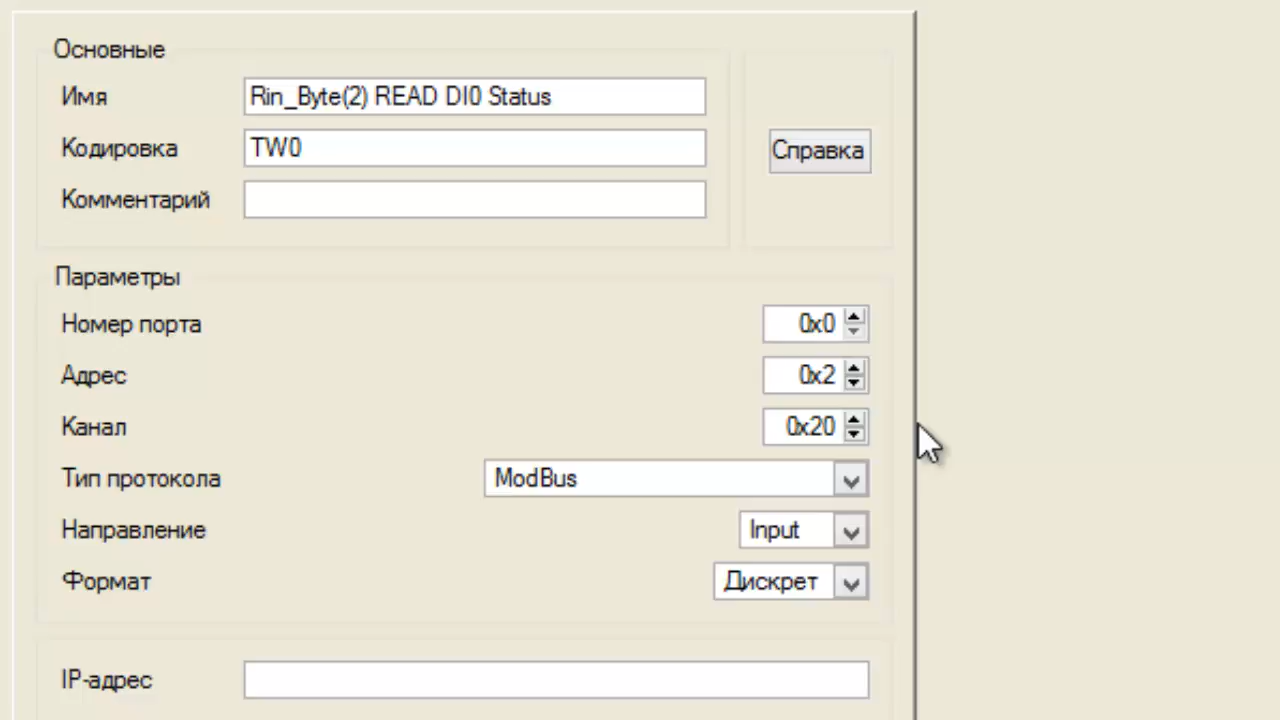 Основные
Имя Rin_Byte(2) READ DI0 Status
Кодировка TW0
Справка
Комментарий
Параметры
Номер порта 0x0
Адрес 0x2
Канал 0x20
Тип протокола ModBus
Направление Input
Формат Дискрет
IP-адрес